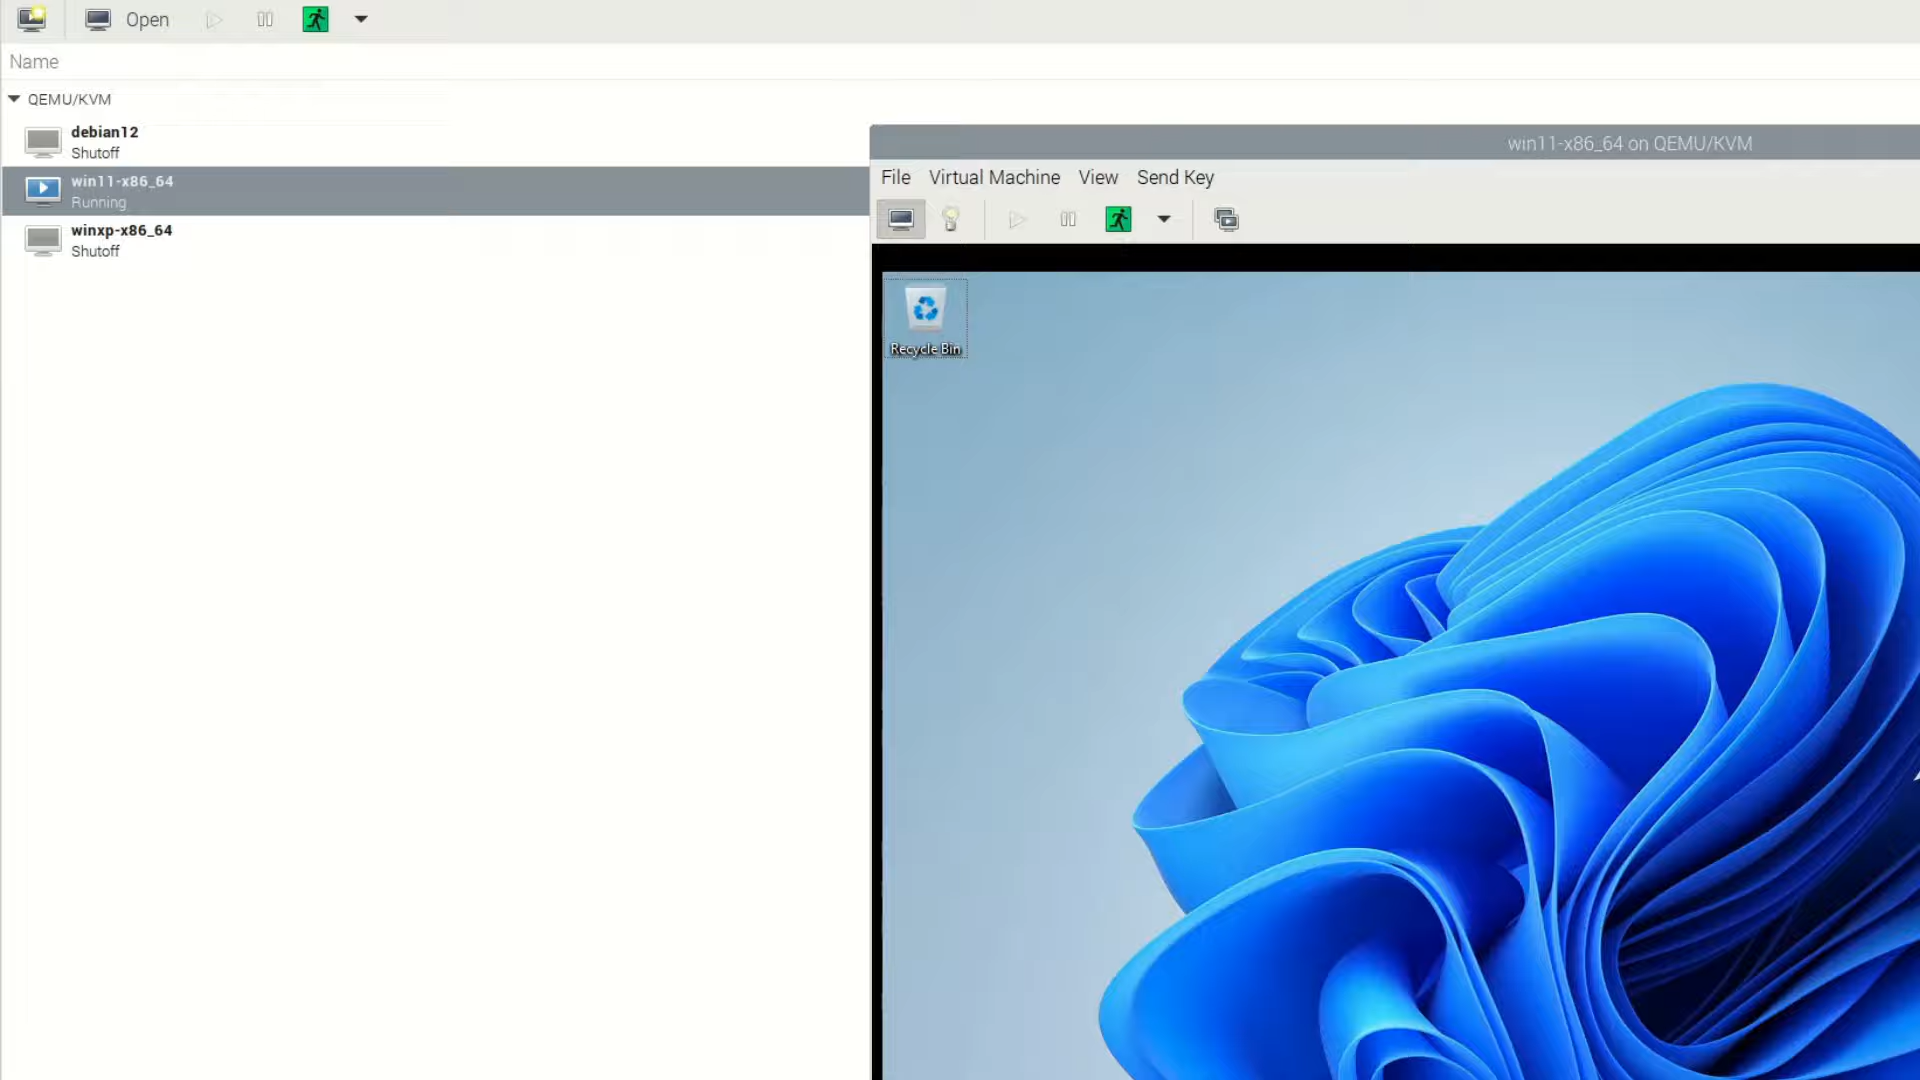 Open
Name
QEMU/KVM
debian12
Shutoff
win11-x86_64
Running
winxp-x86_64
Shutoff
win11-x86_64 on QEMU/KVM
File Virtual Machine View Send Key
Recycle Bin